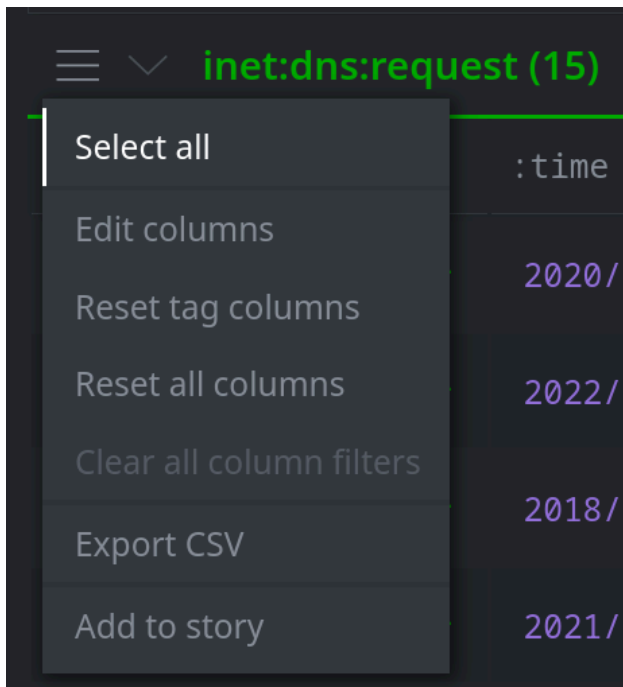 inet:dns:request (15)
Select all
:time
Edit columns
2020/
Reset tag columns
Reset all columns
2022/
Clear all column filters
2018/
Export CSV
Add to story
2021/